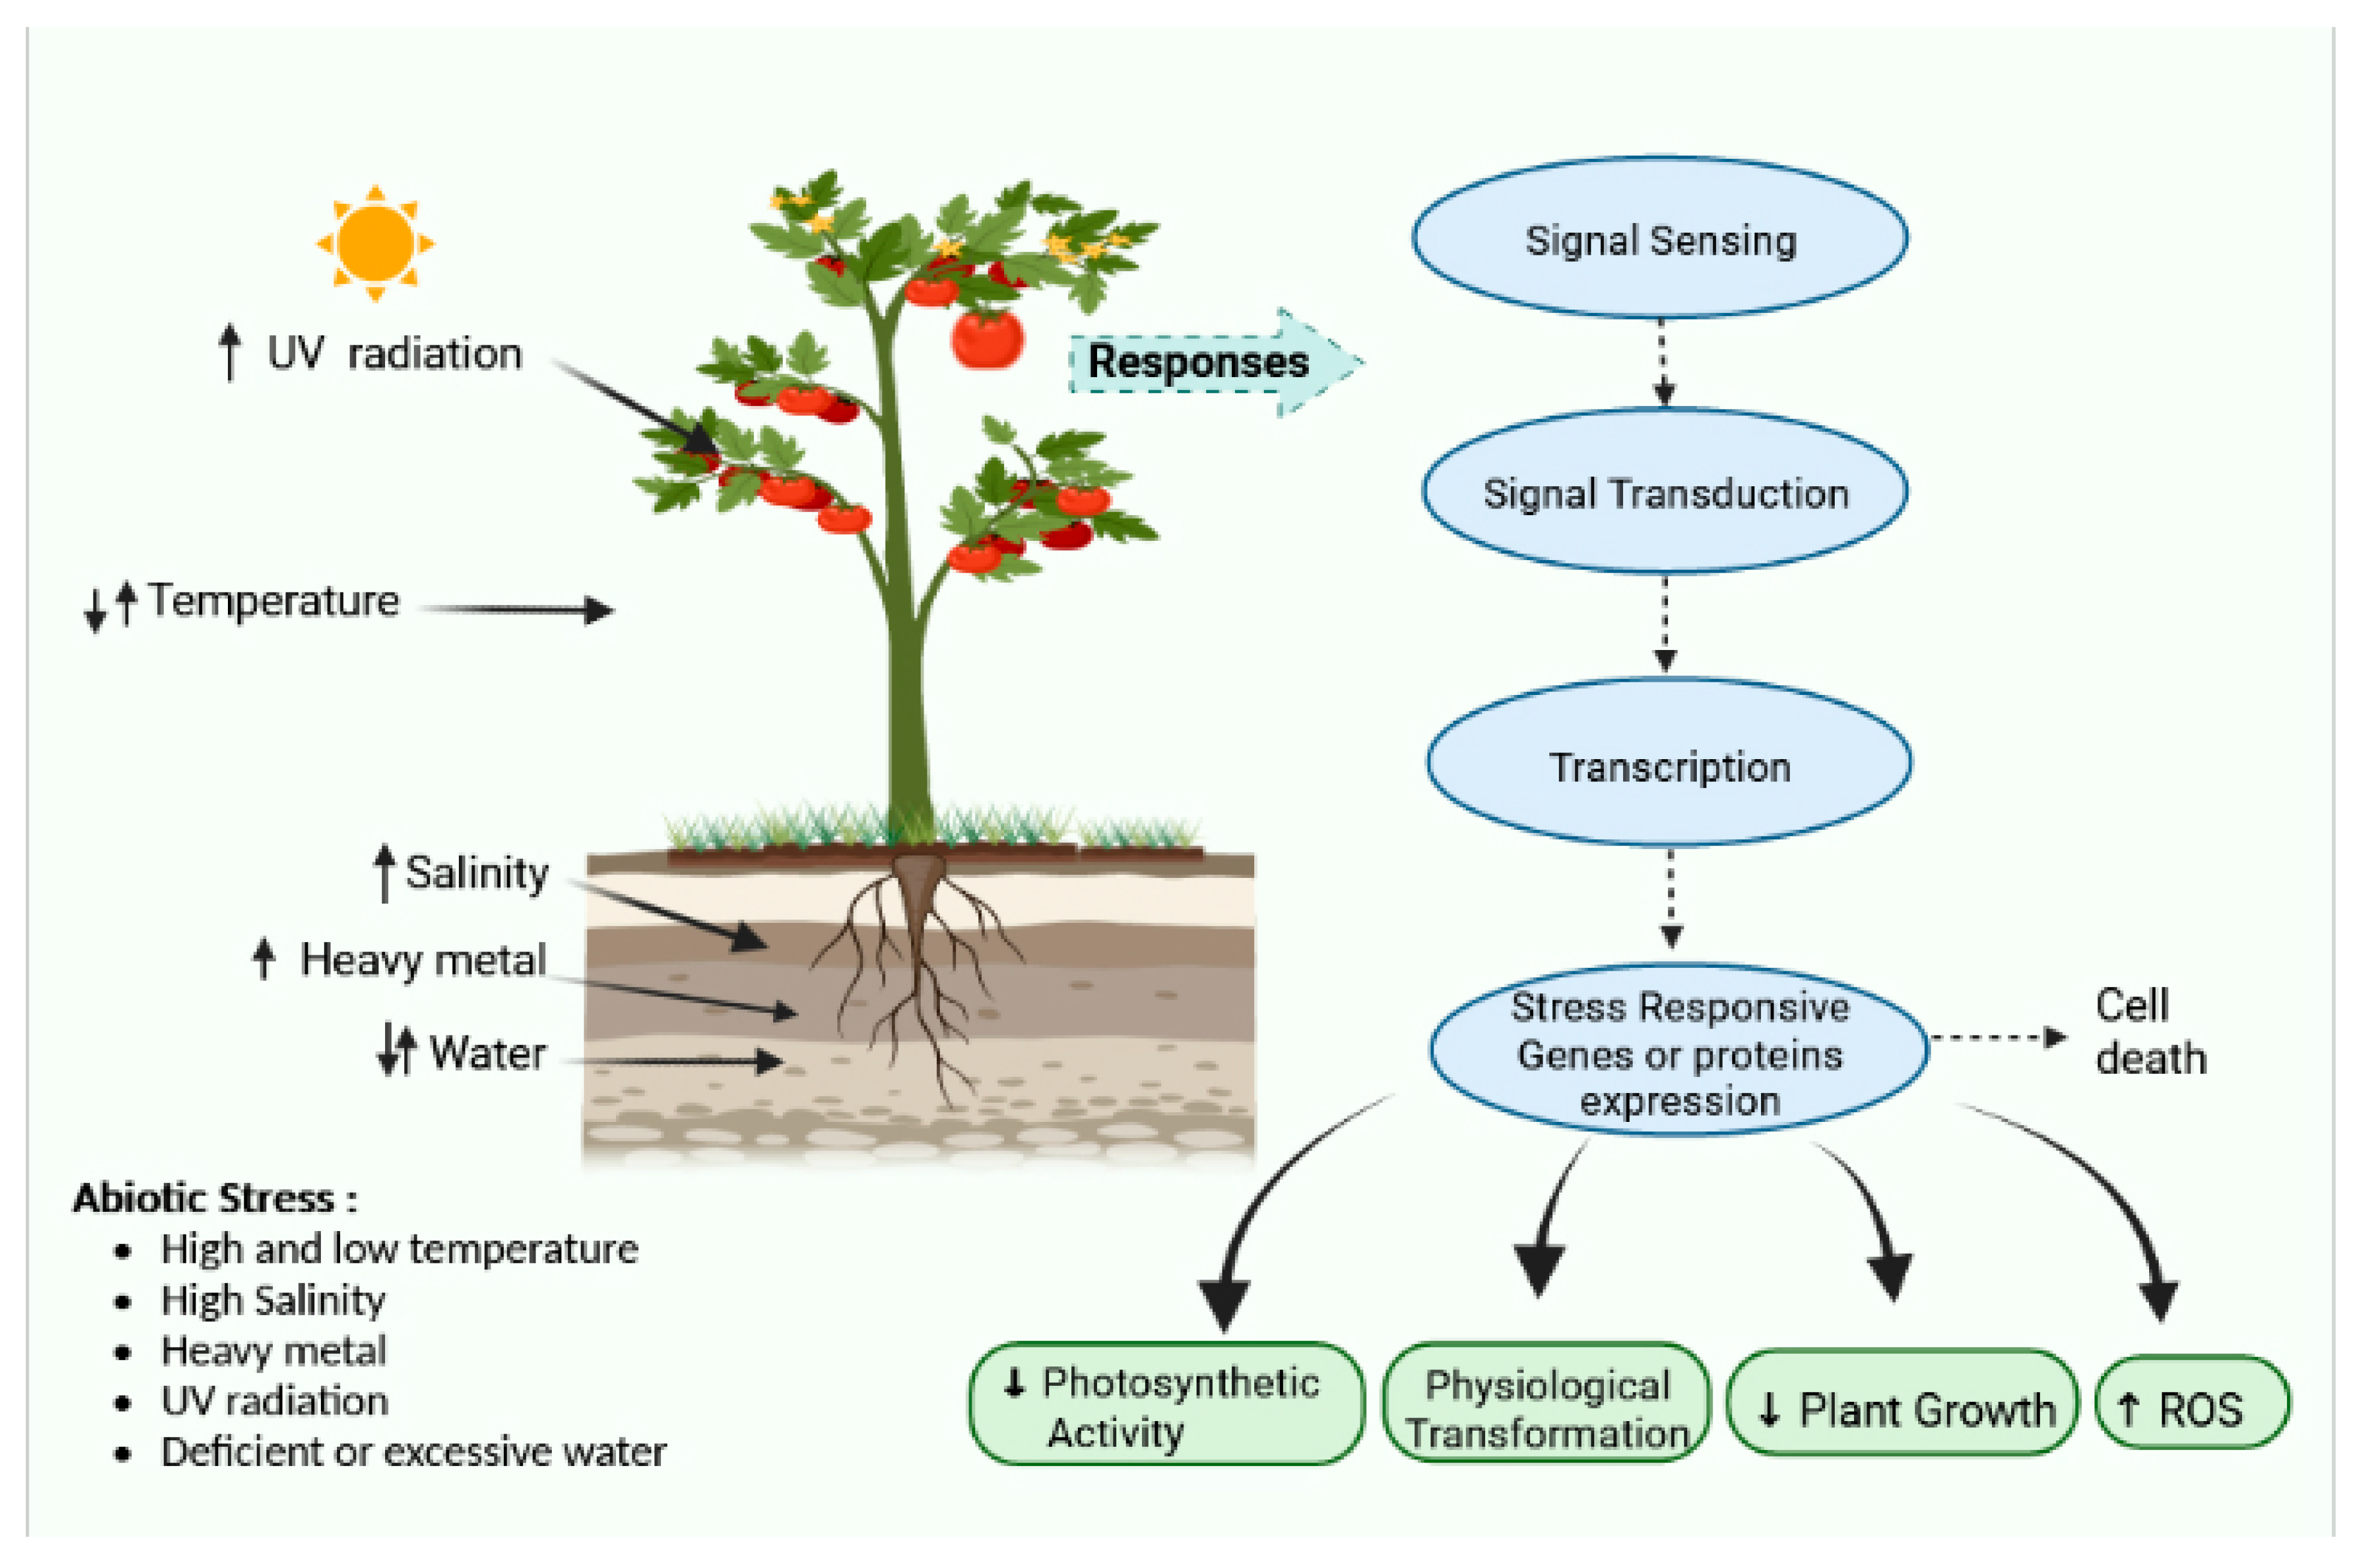 ↑ UV radiation
↓↑ Temperature
↑ Salinity
↑ Heavy metal
↓↑ Water
Abiotic Stress :
• High and low temperature
• High Salinity
• Heavy metal
• UV radiation
• Deficient or excessive water
Responses
Signal Sensing
Signal Transduction
Transcription
Stress Responsive
Genes or proteins
expression
Cell
death
↓ Photosynthetic
Activity
Physiological
Transformation
↓ Plant Growth
↑ ROS